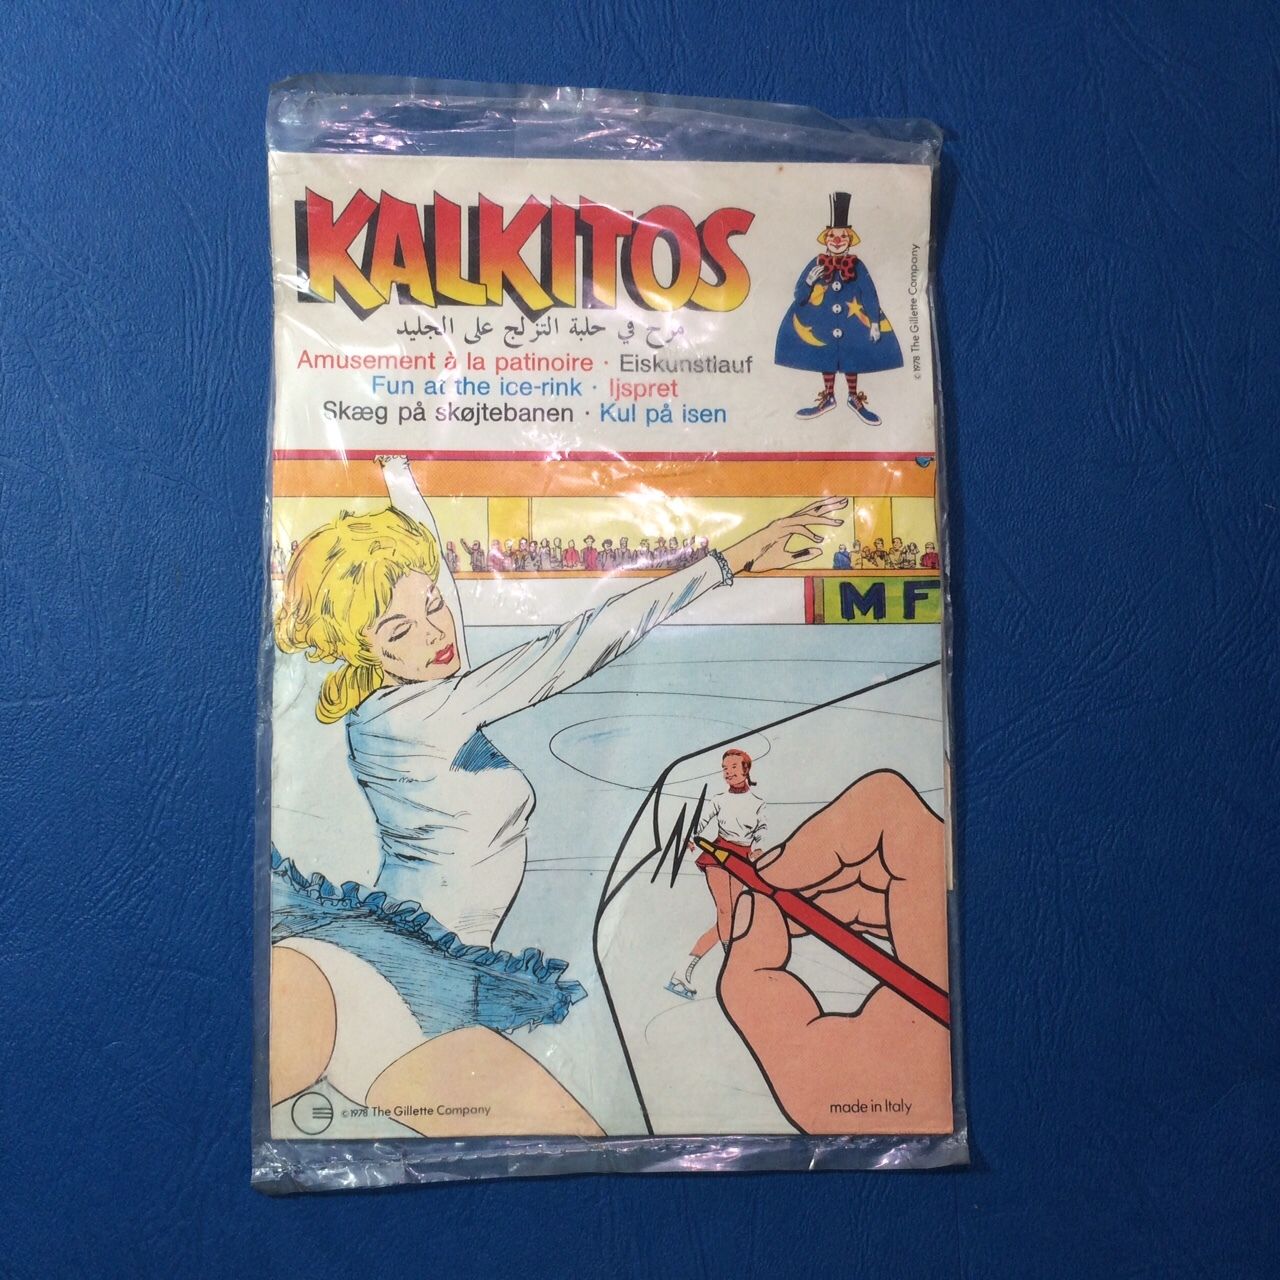 KALKITOS
مرح في حلبة التزلج على الجليد
Amusement à la patinoire · Eiskunstlauf
Fun at the ice-rink · Ijspret
Skæg på skøjtebanen · Kul på isen
© 1978 The Gillette Company
M F
© 1978 The Gillette Company
made in Italy